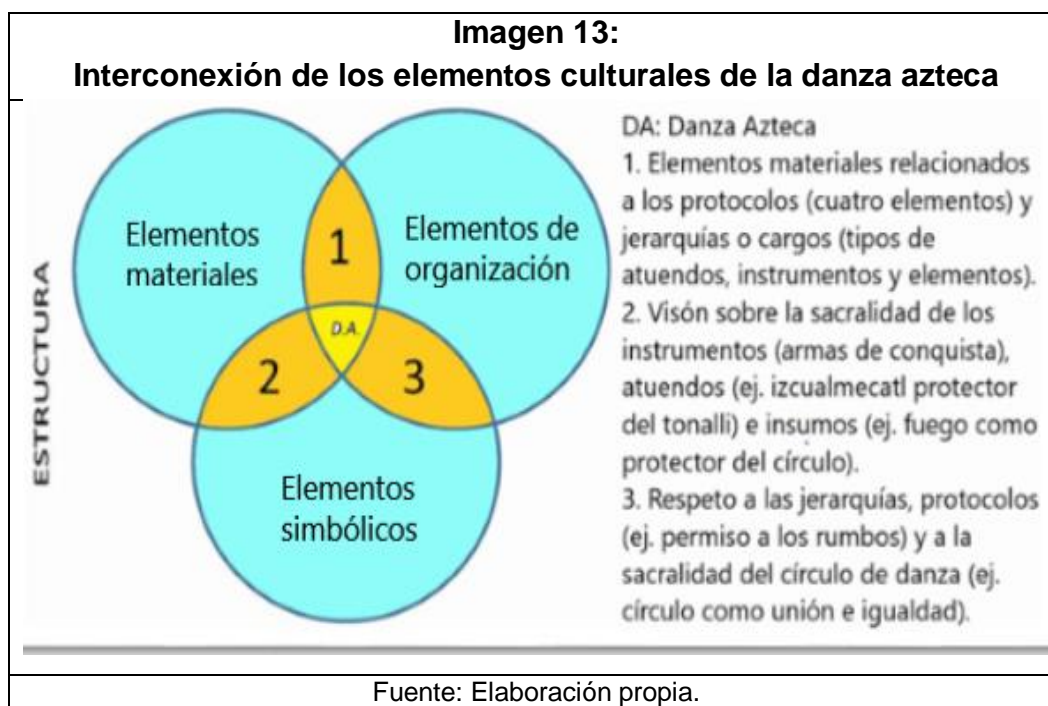 Imagen 13:
Interconexión de los elementos culturales de la danza azteca
ESTRUCTURA
Elementos
materiales
1
Elementos de
organización
D.A.
2
3
Elementos
simbólicos
DA: Danza Azteca
1. Elementos materiales relacionados
a los protocolos (cuatro elementos) y
jerarquías o cargos (tipos de
atuendos, instrumentos y elementos).
2. Visón sobre la sacralidad de los
instrumentos (armas de conquista),
atuendos (ej. izcualmecatl protector
del tonalli) e insumos (ej. fuego como
protector del círculo).
3. Respeto a las jerarquías, protocolos
(ej. permiso a los rumbos) y a la
sacralidad del círculo de danza (ej.
círculo como unión e igualdad).
Fuente: Elaboración propia.